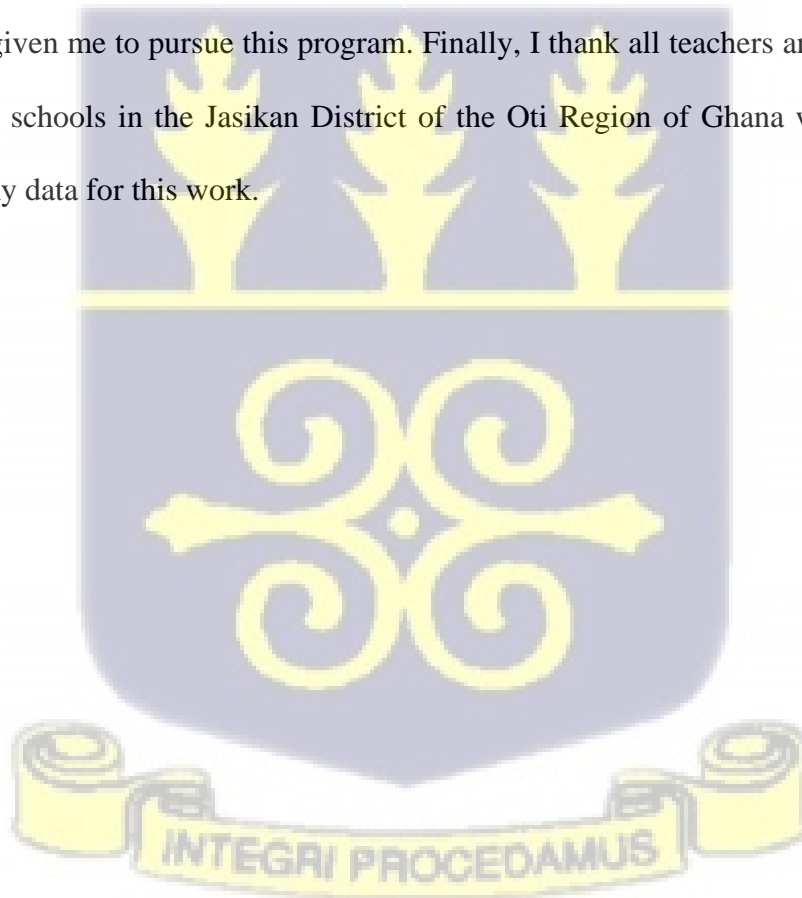 given me to pursue this program. Finally, I thank all teachers
schools in the Jasikan District of the Oti Region of Ghana
data for this work.
INTEGRI PROCEDAMUS